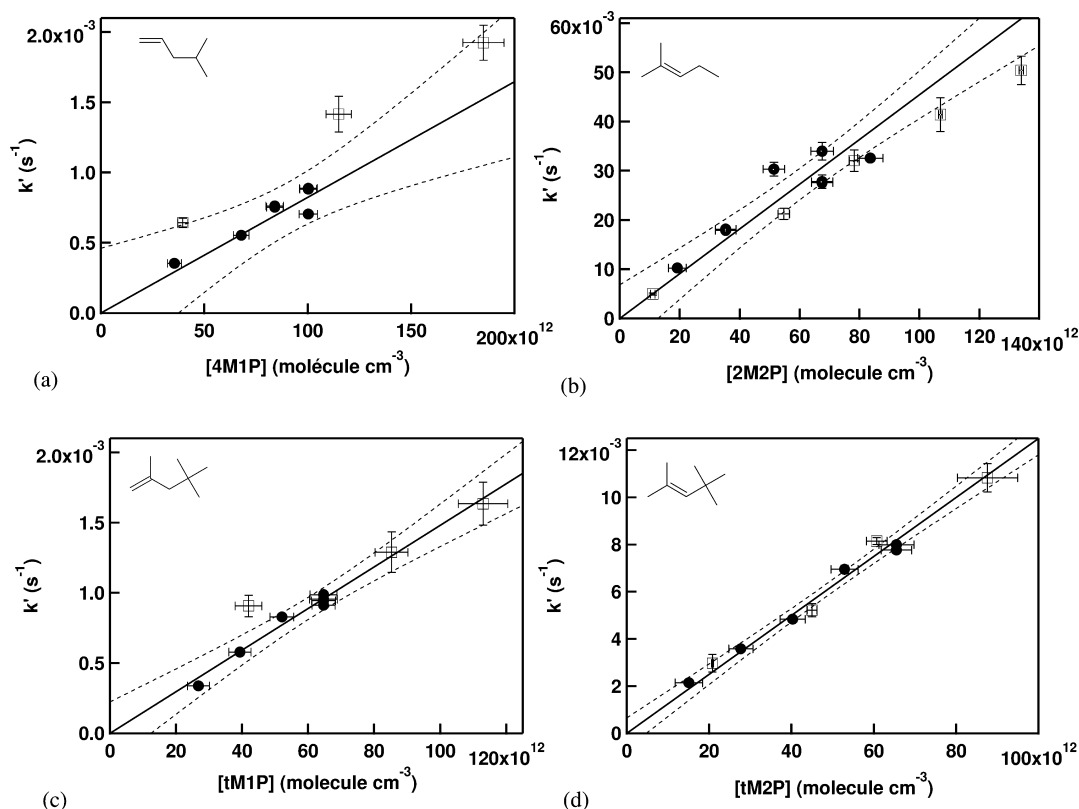 2.0x10-3
1.5
1.0
0.5
0.0
k' (s-1)
0 50 100 150 200x1012
[4M1P] (molécule cm-3)
(a)
60x10-3
50
40
30
20
10
0
k' (s-1)
0 20 40 60 80 100 120 140x1012
[2M2P] (molecule cm-3)
(b)
2.0x10-3
1.5
1.0
0.5
0.0
k' (s-1)
0 20 40 60 80 100 120x1012
[tM1P] (molecule cm-3)
(c)
12x10-3
10
8
6
4
2
0
k' (s-1)
0 20 40 60 80 100x1012
[tM2P] (molecule cm-3)
(d)